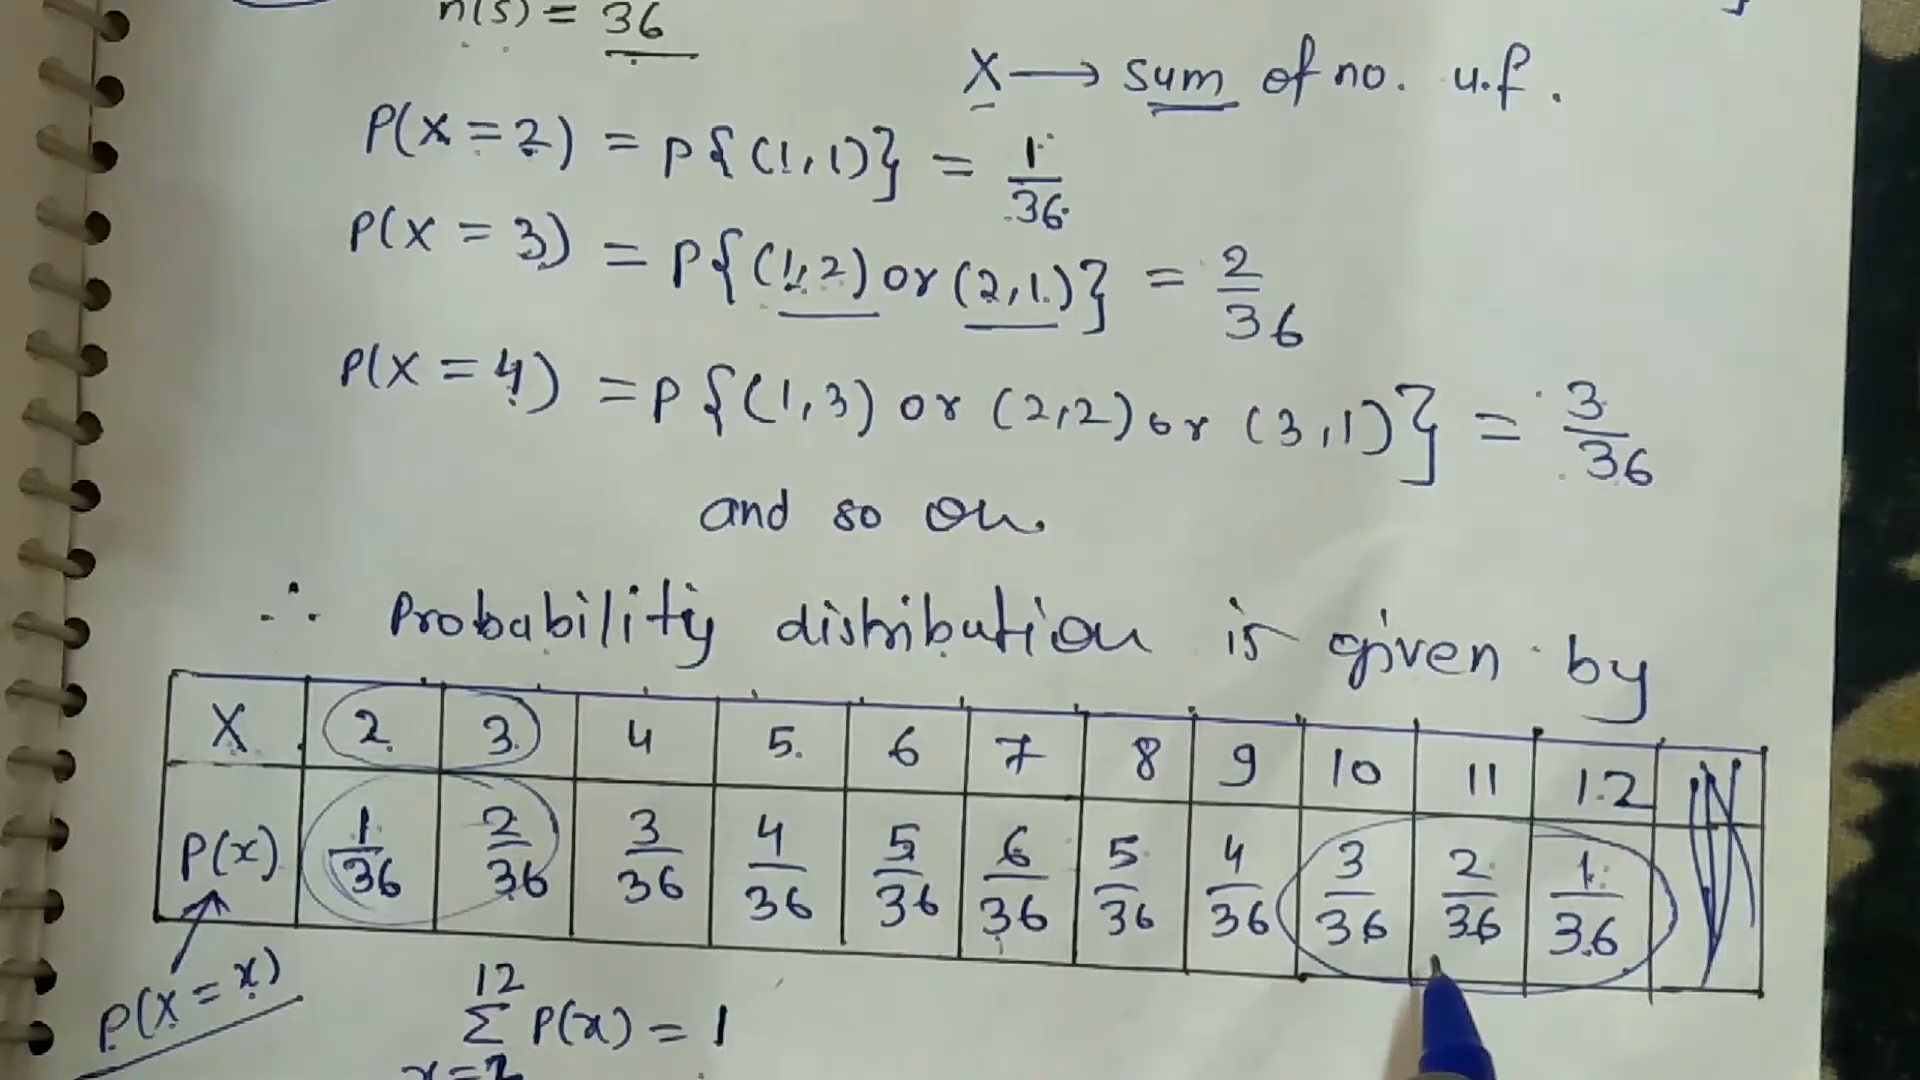 n(s) = 36
X → sum of no. u.f.
P(X = 2) = P{(1,1)} = 1/36
P(X = 3) = P{(1,2) or (2,1)} = 2/36
P(X = 4) = P{(1,3) or (2,2) or (3,1)} = 3/36
and so on
∴ Probability distribution is given by
X 2 3 4 5 6 7 8 9 10 11 12
P(x) 1/36 2/36 3/36 4/36 5/36 6/36 5/36 4/36 3/36 2/36 1/36
P(X = x)
12
Σ P(x) = 1
x=2